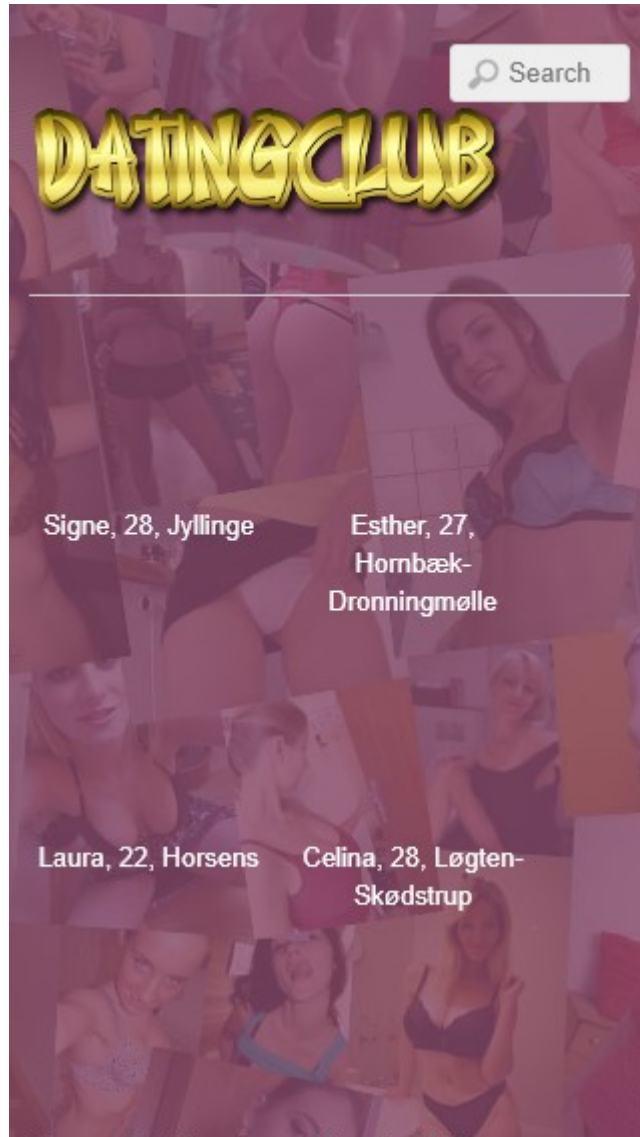 Search
DATINGCLUB
Signe, 28, Jyllinge
Esther, 27,
Hornbæk-
Dronningmølle
Laura, 22, Horsens
Celina, 28, Løgten-
Skødstrup